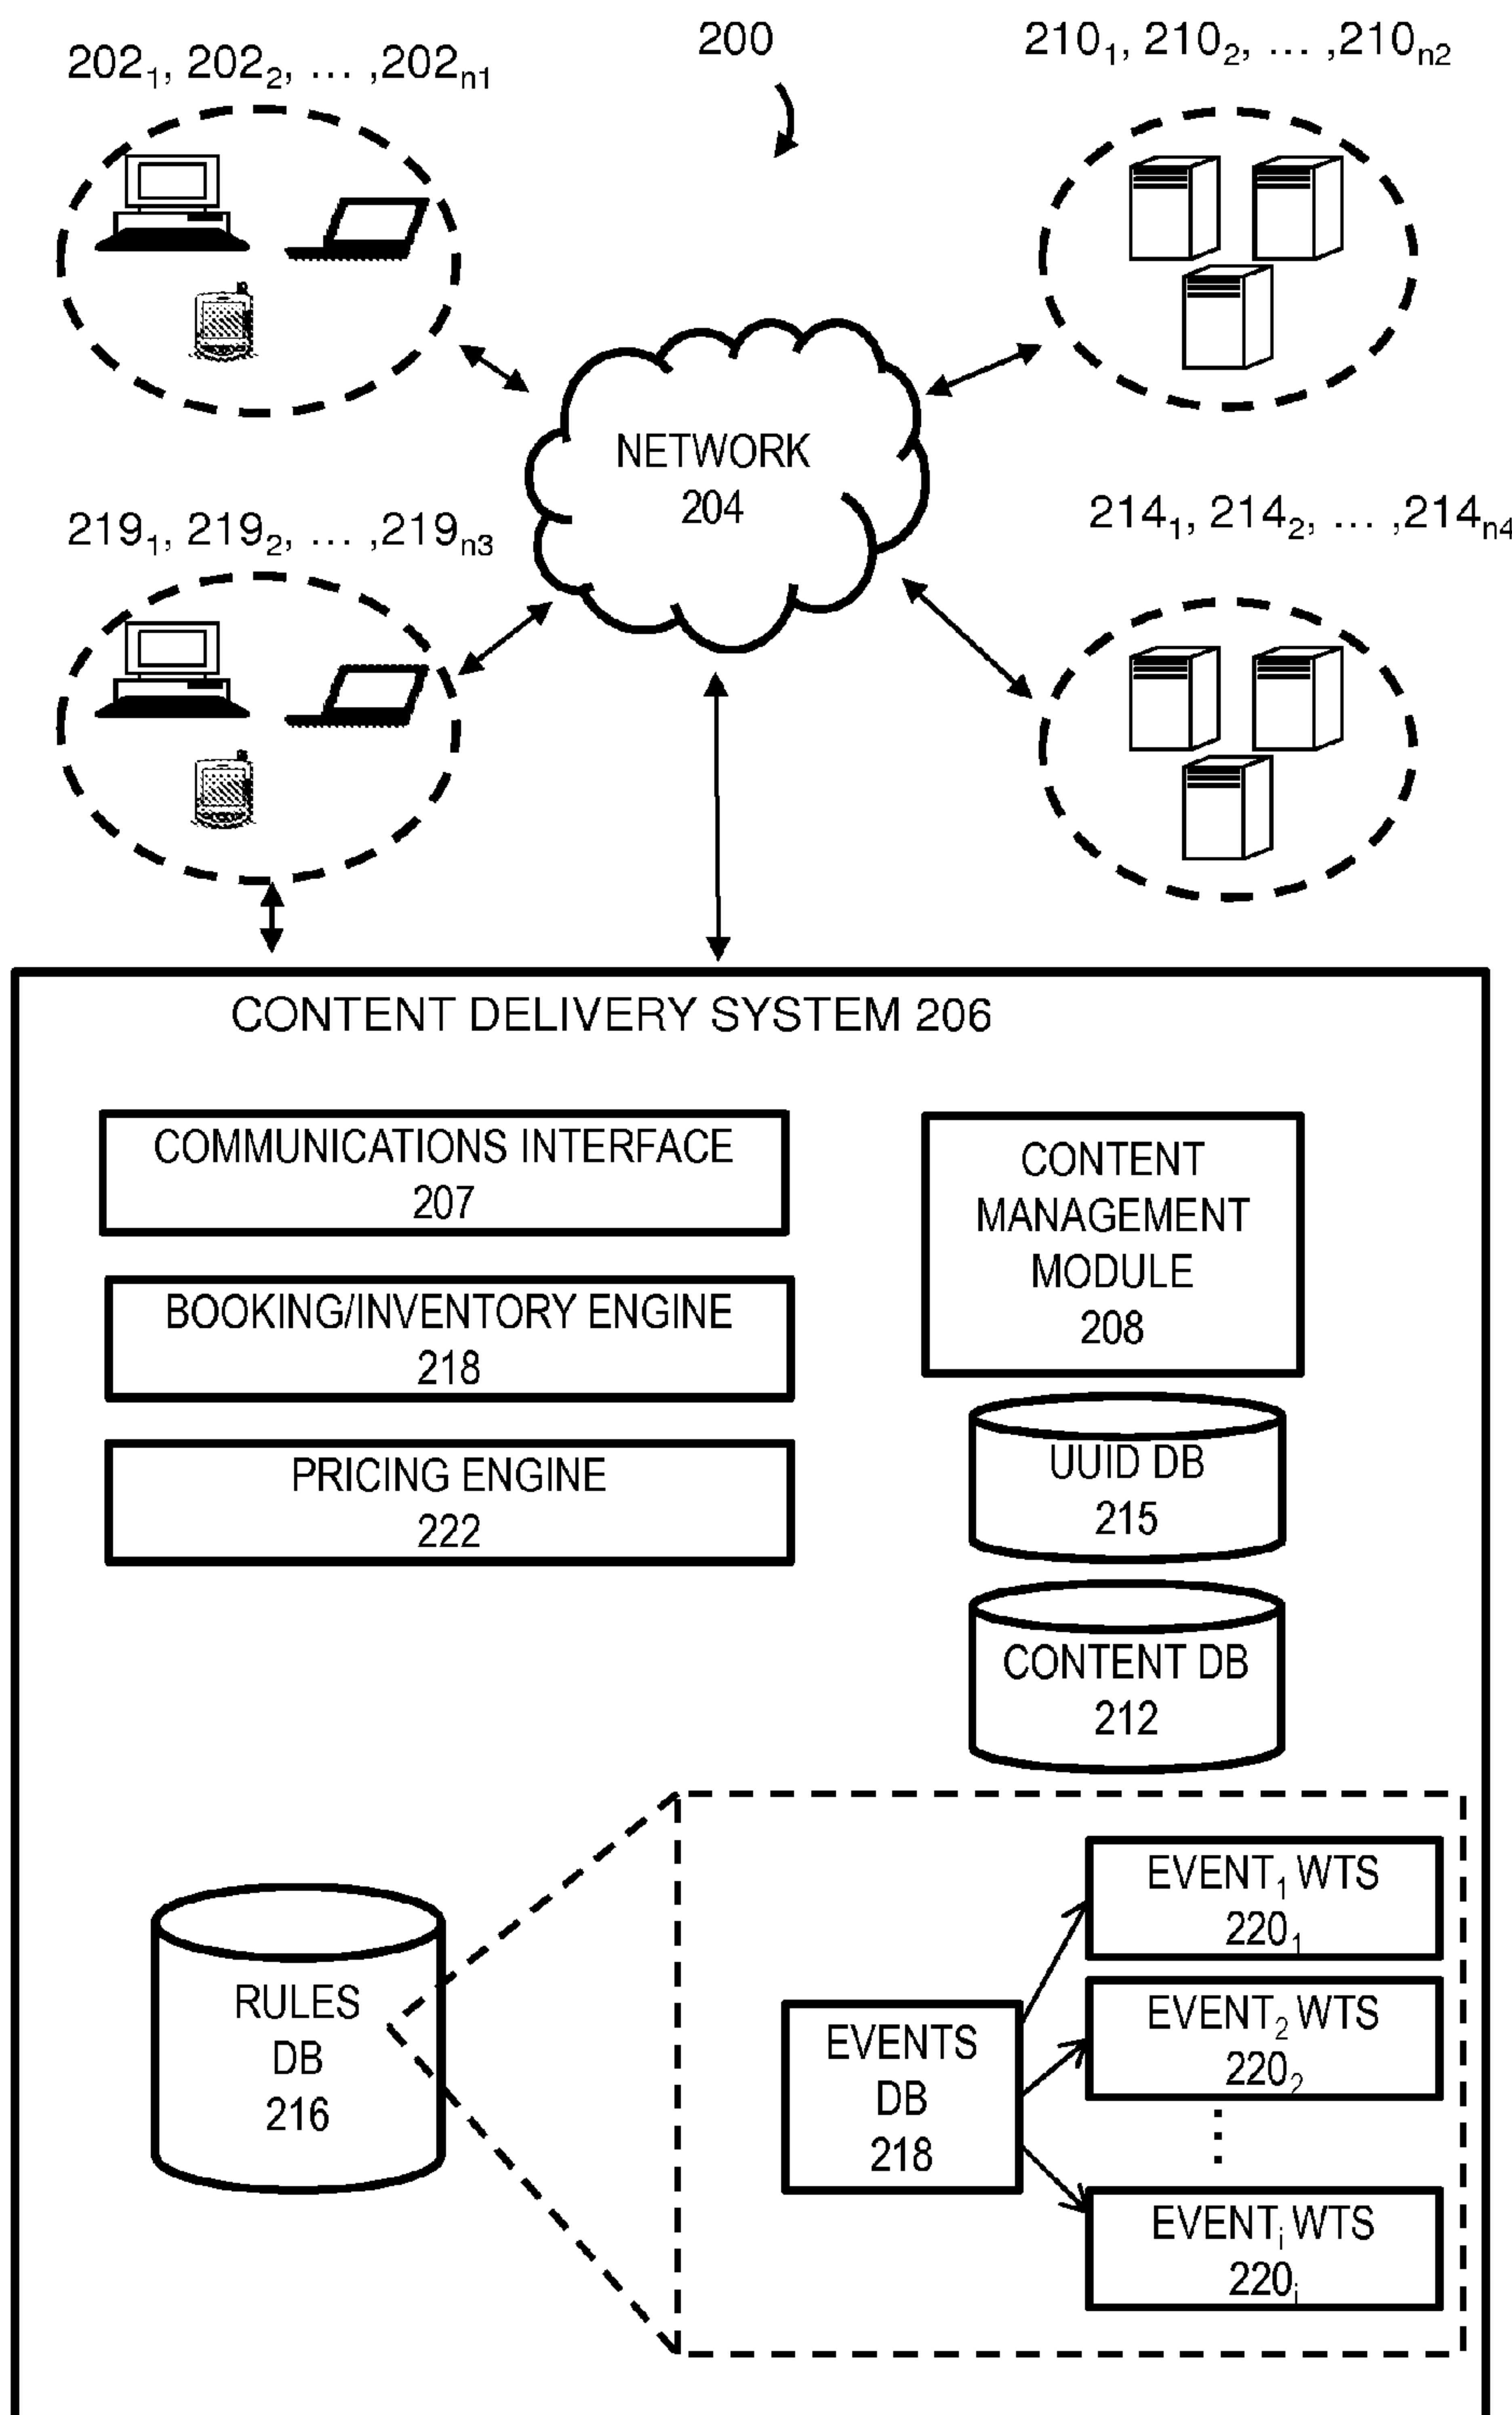 200
202₁, 202₂, … ,202ₙ₁
210₁, 210₂, … ,210ₙ₂
NETWORK
204
219₁, 219₂, … ,219ₙ₃
214₁, 214₂, … ,214ₙ₄
CONTENT DELIVERY SYSTEM 206
COMMUNICATIONS INTERFACE
207
BOOKING/INVENTORY ENGINE
218
PRICING ENGINE
222
CONTENT
MANAGEMENT
MODULE
208
UUID DB
215
CONTENT DB
212
RULES
DB
216
EVENTS
DB
218
EVENT₁ WTS
220₁
EVENT₂ WTS
220₂
⋮
EVENTᵢ WTS
220ᵢ